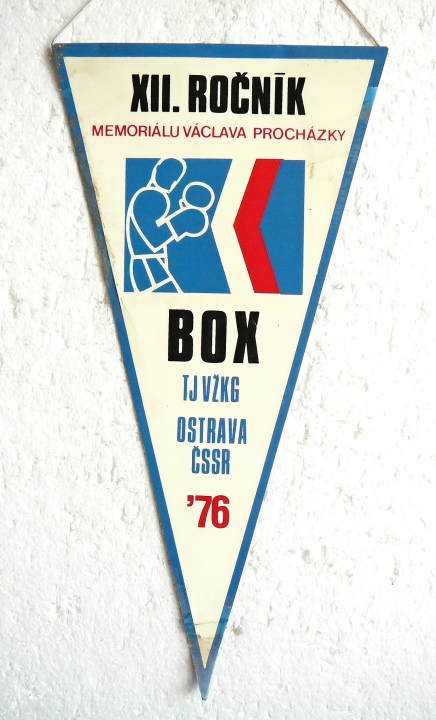 XII. ROČNÍK
MEMORIÁLU VÁCLAVA PROCHÁZKY
BOX
TJ VŽKG
OSTRAVA
ČSSR
'76